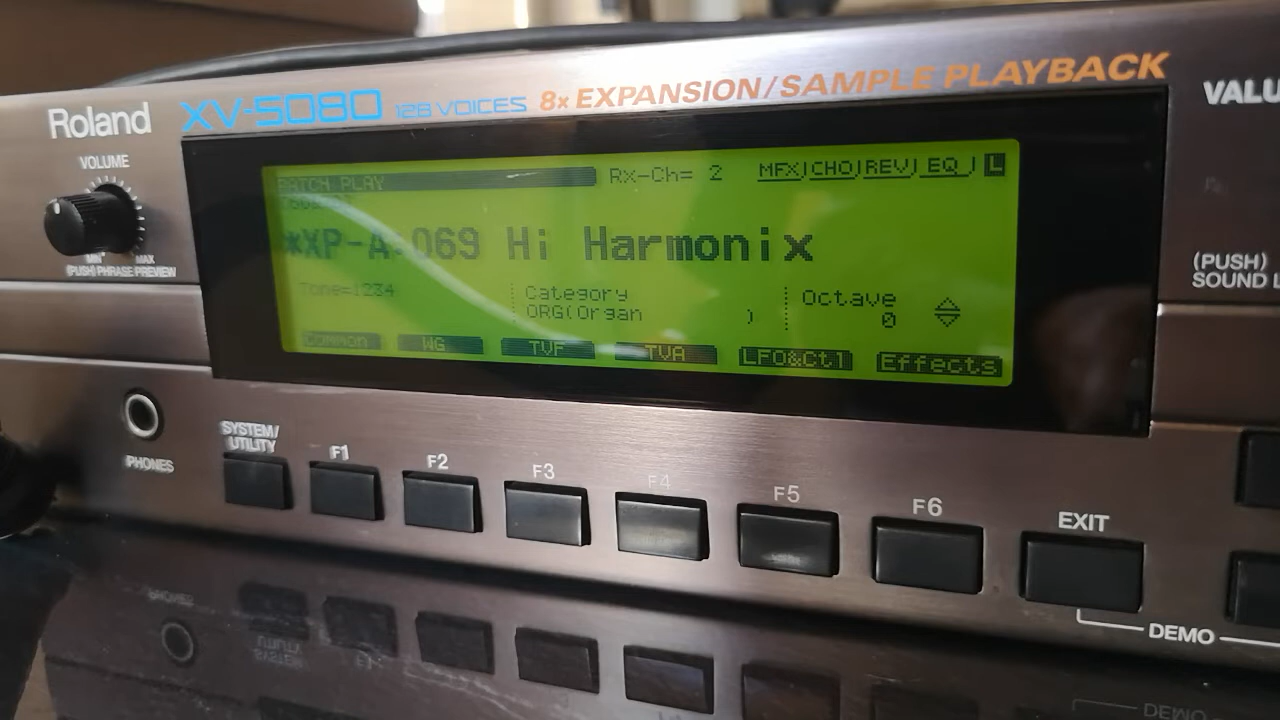 Roland
XV-5080 128 VOICES 8x EXPANSION/SAMPLE PLAYBACK
VOLUME
MIN MAX
(PUSH) PHRASE PREVIEW
PATCH PLAY Rx-Ch= 2 MFX)CHO)REV) EQ ) L
*XP-A:069 Hi Harmonix
Tone=1234 Category Octave
ORG(Organ ) 0
Common WG TVF TVA LFO&Ctl Effects
(PUSH)
PHONES
SYSTEM/
UTILITY
F1 F2 F3 F4 F5 F6 EXIT
DEMO